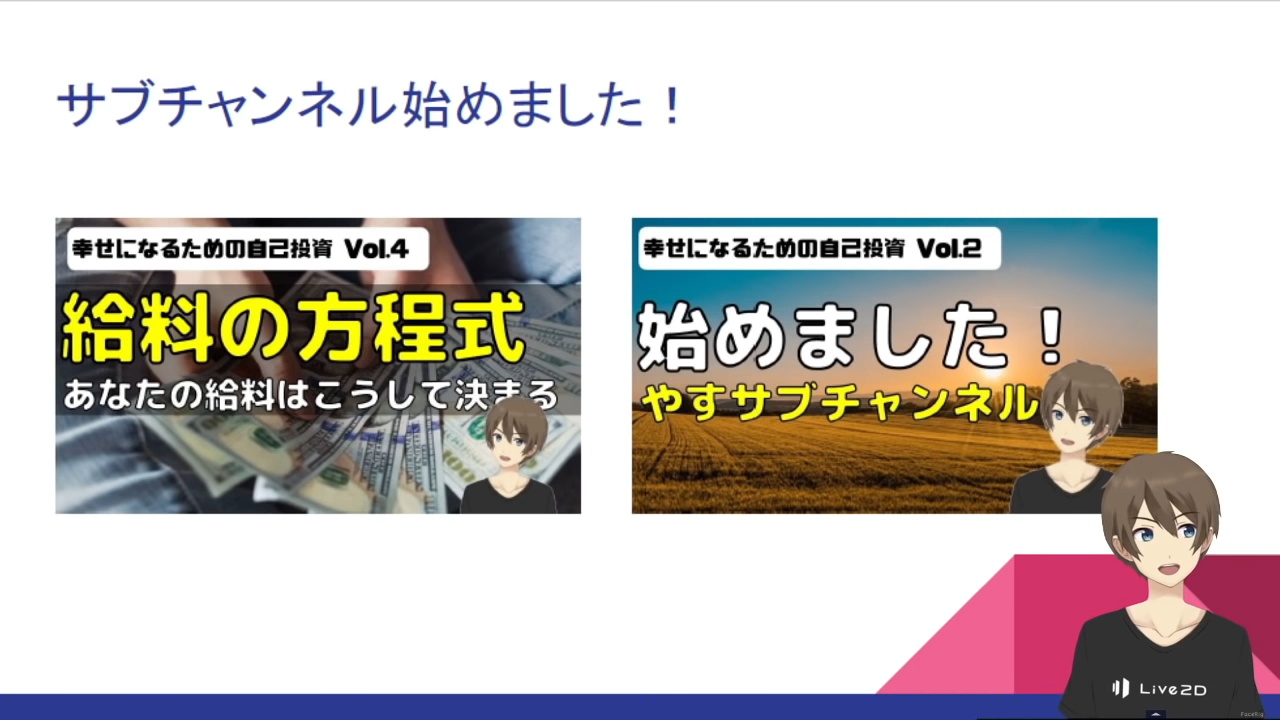 サブチャンネル始めました！
幸せになるための自己投資 Vol.4
給料の方程式
あなたの給料はこうして決まる
幸せになるための自己投資 Vol.2
始めました！
やすサブチャンネル
Live2D
FaceRig